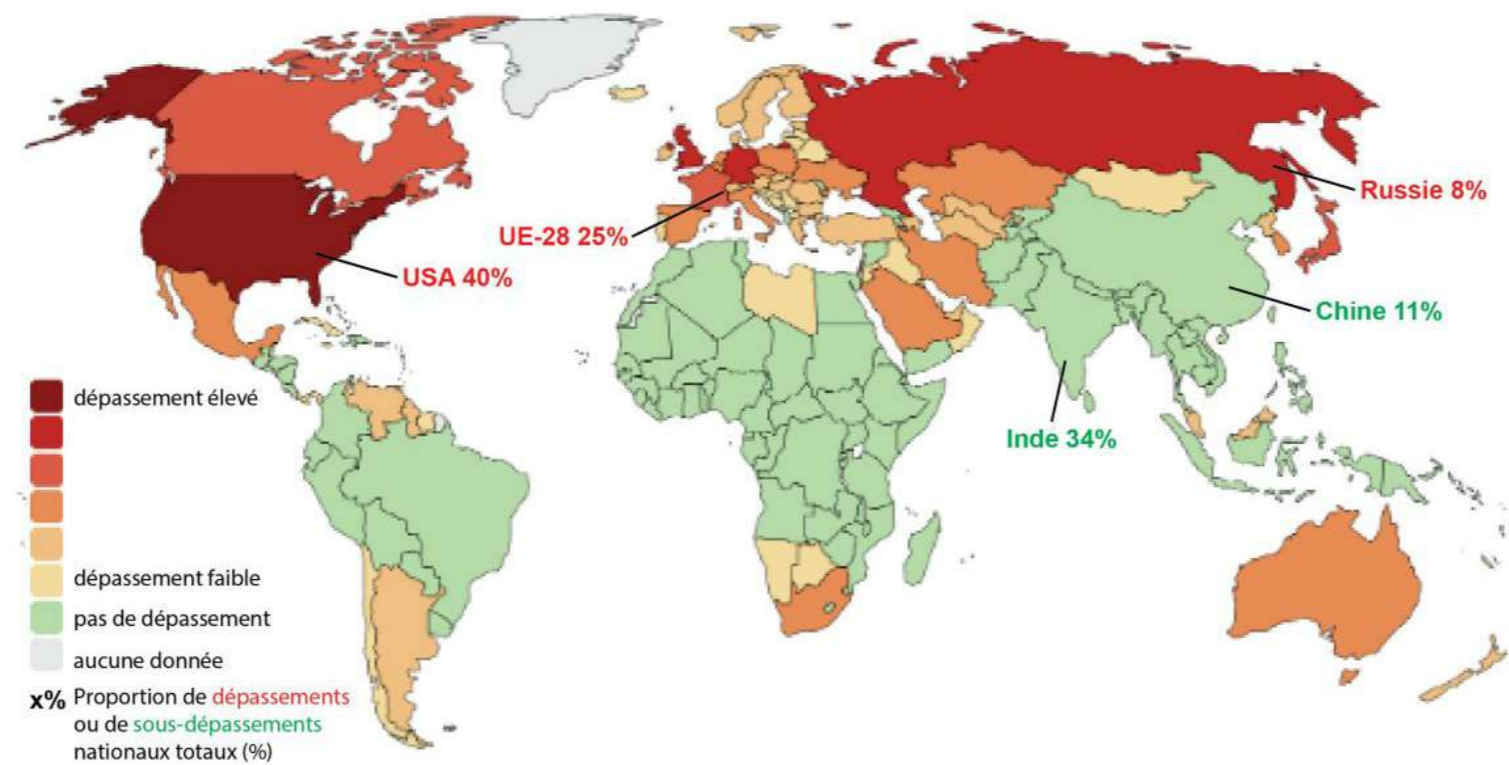 Russie 8%
UE-28 25%
USA 40%
Chine 11%
Inde 34%
dépassement élevé
dépassement faible
pas de dépassement
aucune donnée
x% Proportion de dépassements
ou de sous-dépassements
nationaux totaux (%)